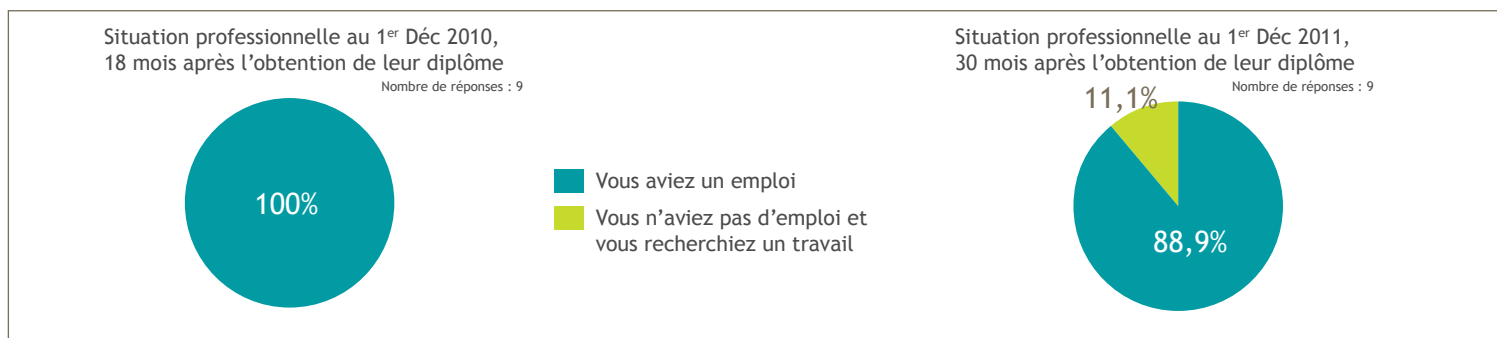 Situation professionnelle au 1er Déc 2010,
18 mois après l’obtention de leur diplôme
Nombre de réponses : 9
100%
Vous aviez un emploi
Vous n’aviez pas d’emploi et
vous recherchiez un travail
Situation professionnelle au 1er Déc 2011,
30 mois après l’obtention de leur diplôme
Nombre de réponses : 9
11,1%
88,9%